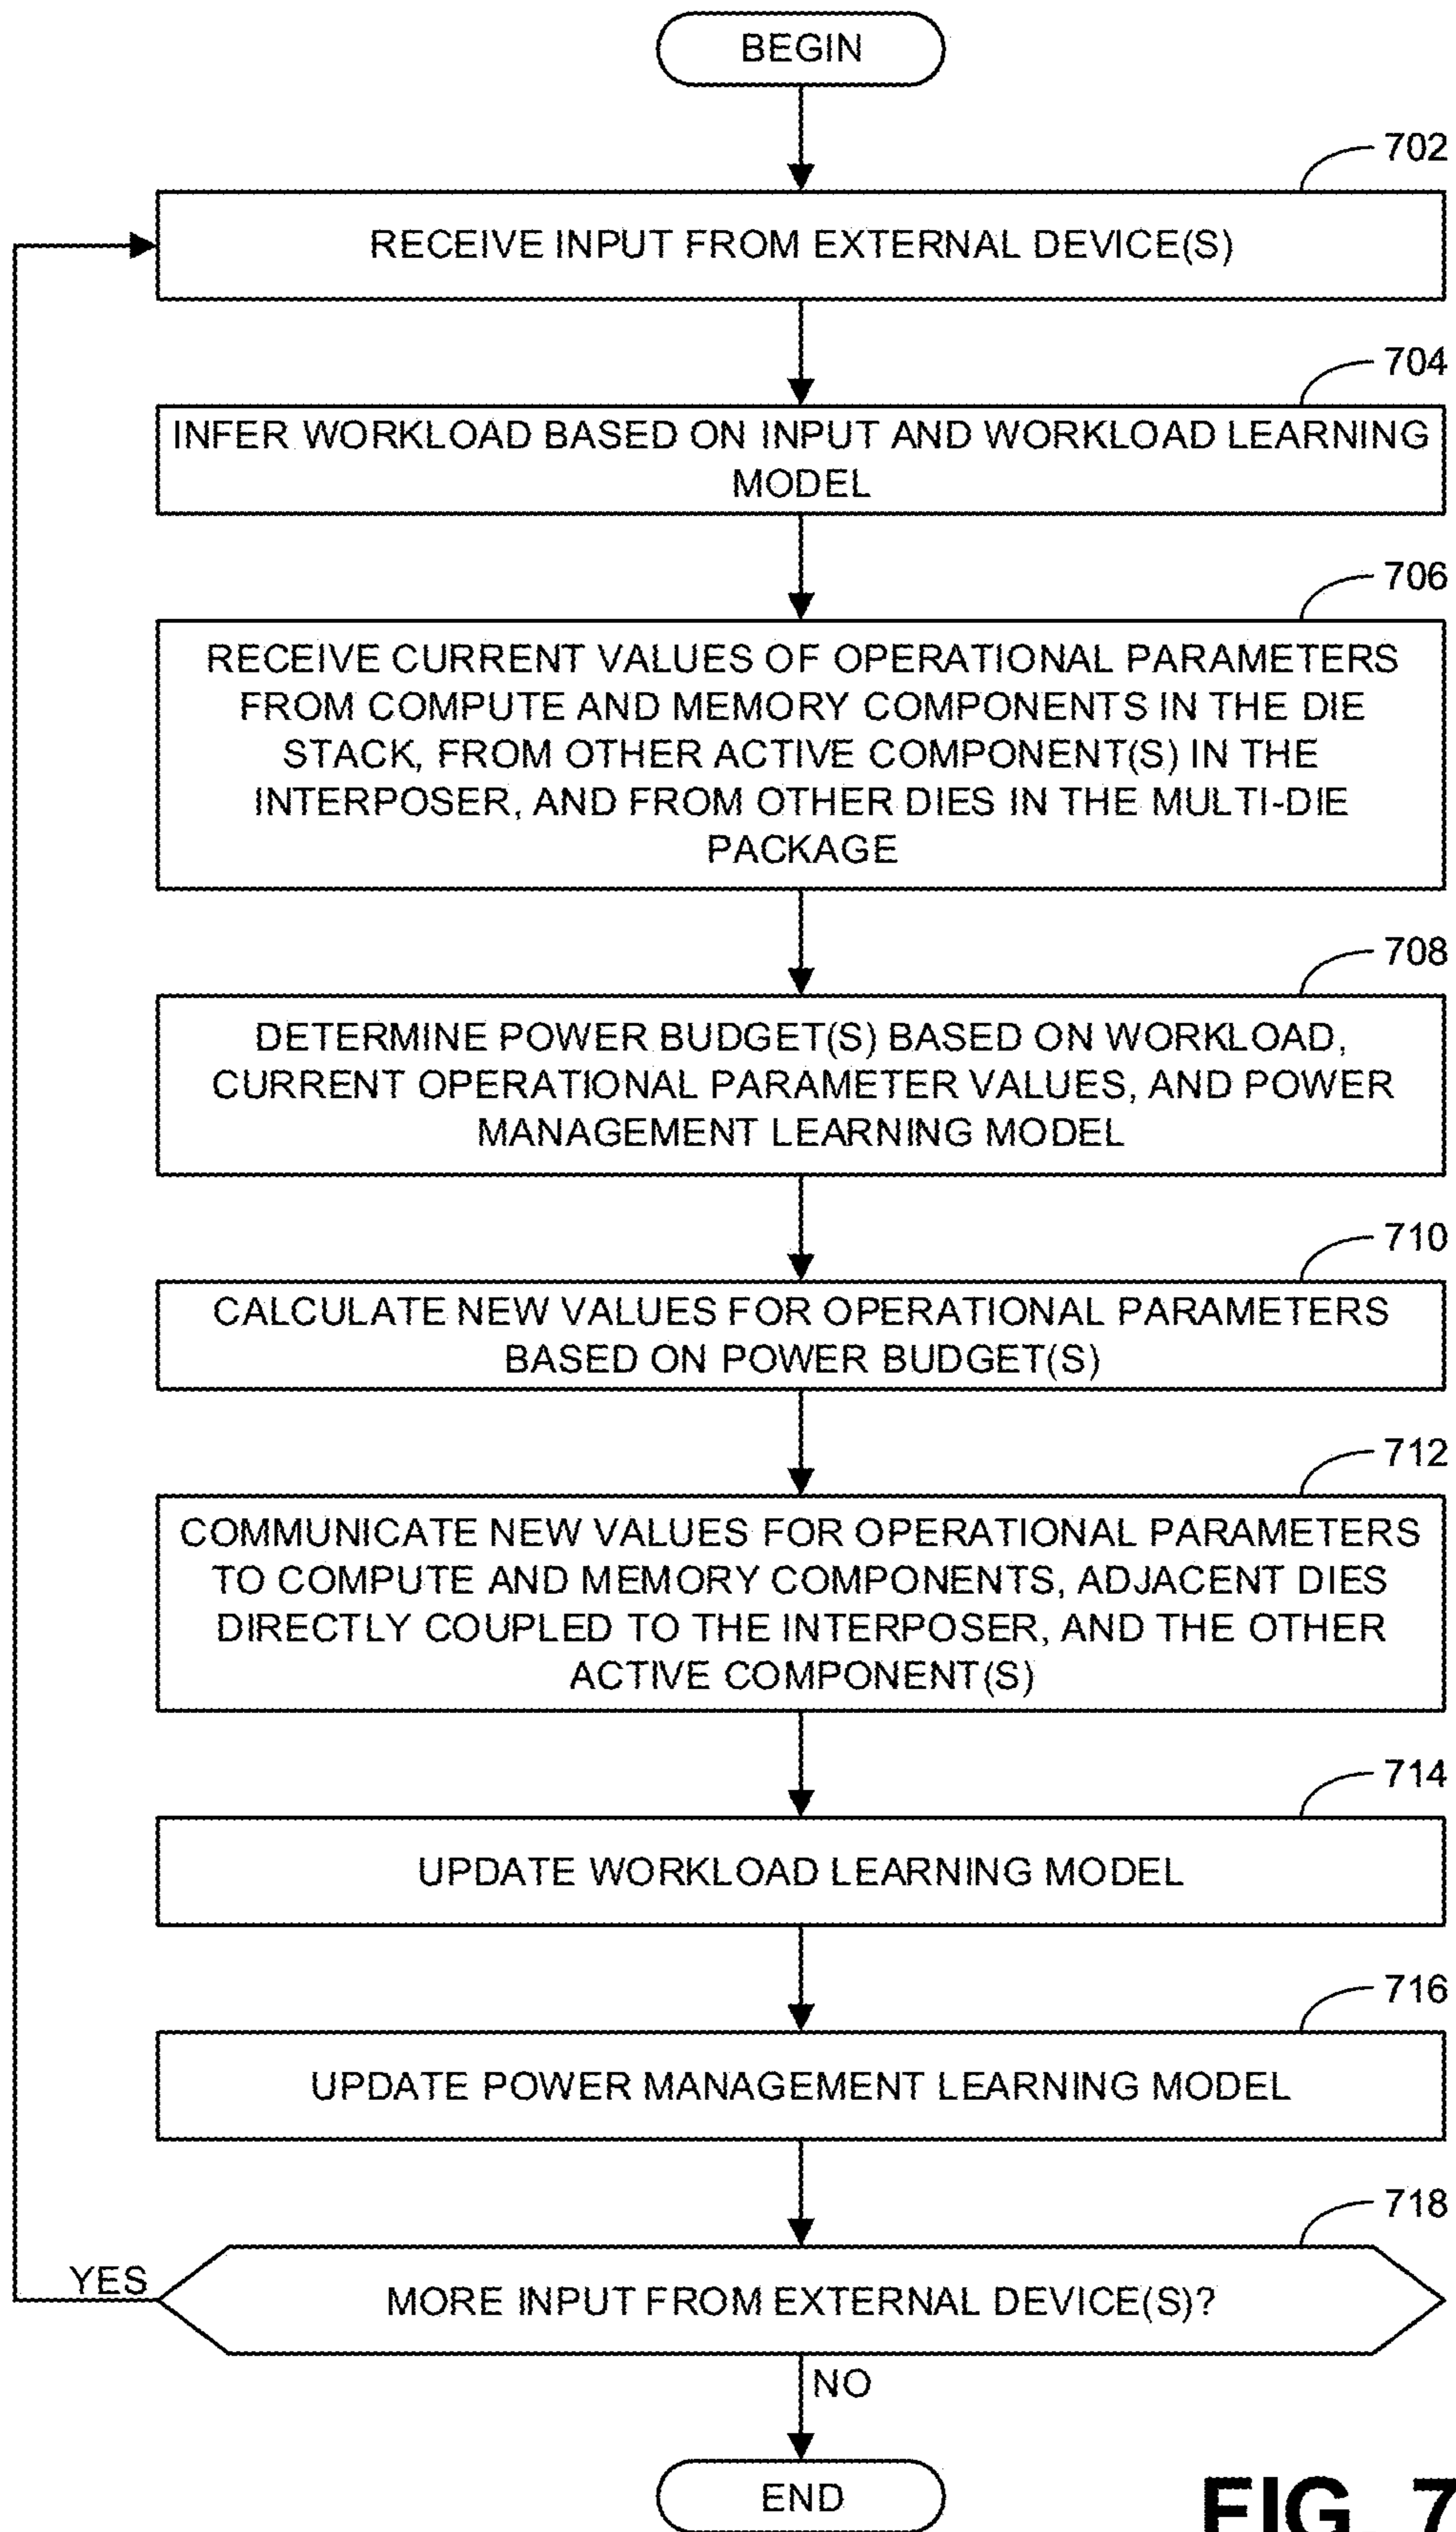 BEGIN
702
RECEIVE INPUT FROM EXTERNAL DEVICE(S)
704
INFER WORKLOAD BASED ON INPUT AND WORKLOAD LEARNING
MODEL
706
RECEIVE CURRENT VALUES OF OPERATIONAL PARAMETERS
FROM COMPUTE AND MEMORY COMPONENTS IN THE DIE
STACK, FROM OTHER ACTIVE COMPONENT(S) IN THE
INTERPOSER, AND FROM OTHER DIES IN THE MULTI-DIE
PACKAGE
708
DETERMINE POWER BUDGET(S) BASED ON WORKLOAD,
CURRENT OPERATIONAL PARAMETER VALUES, AND POWER
MANAGEMENT LEARNING MODEL
710
CALCULATE NEW VALUES FOR OPERATIONAL PARAMETERS
BASED ON POWER BUDGET(S)
712
COMMUNICATE NEW VALUES FOR OPERATIONAL PARAMETERS
TO COMPUTE AND MEMORY COMPONENTS, ADJACENT DIES
DIRECTLY COUPLED TO THE INTERPOSER, AND THE OTHER
ACTIVE COMPONENT(S)
714
UPDATE WORKLOAD LEARNING MODEL
716
UPDATE POWER MANAGEMENT LEARNING MODEL
718
YES
MORE INPUT FROM EXTERNAL DEVICE(S)?
NO
END
FIG. 7